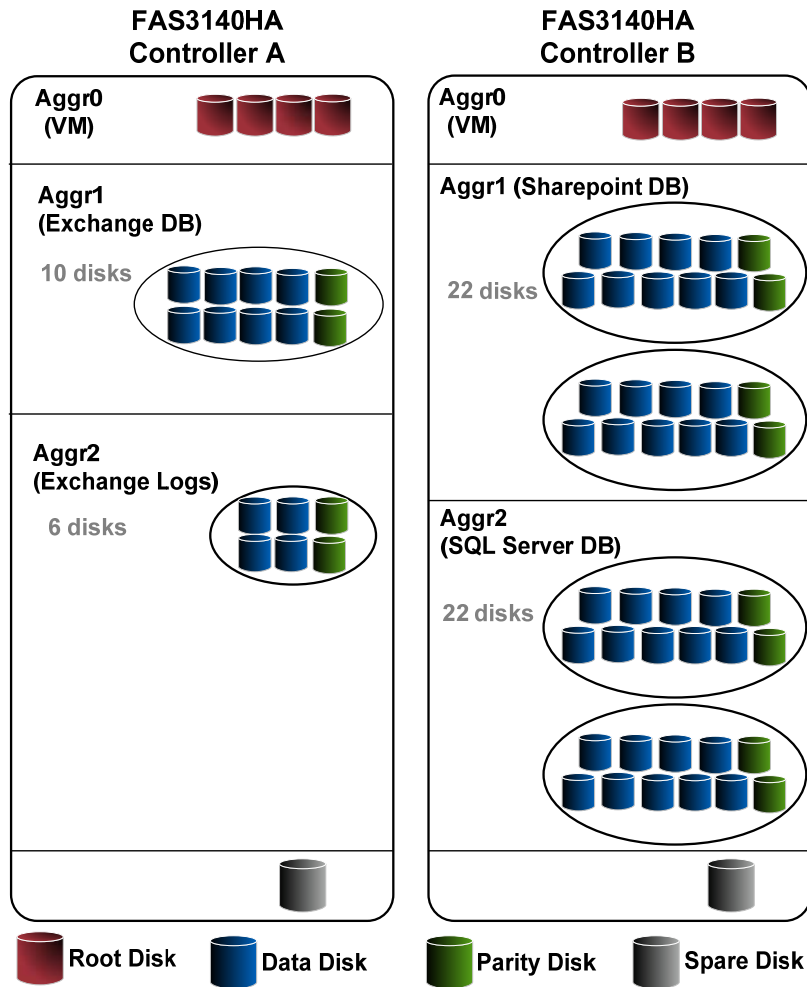 FAS3140HA
Controller A
Aggr0
(VM)
Aggr1
(Exchange DB)
10 disks
Aggr2
(Exchange Logs)
6 disks
FAS3140HA
Controller B
Aggr0
(VM)
Aggr1 (Sharepoint DB)
22 disks
Aggr2
(SQL Server DB)
22 disks
Root Disk
Data Disk
Parity Disk
Spare Disk